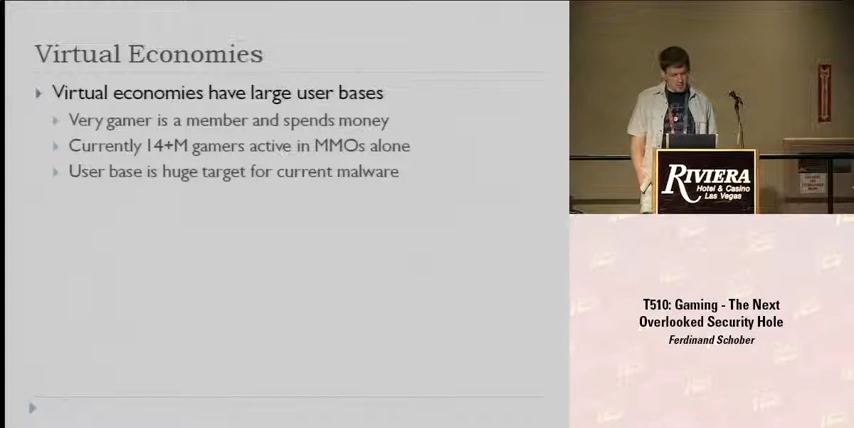 Virtual Economies
Virtual economies have large user bases
Very gamer is a member and spends money
Currently 14+M gamers active in MMOs alone
User base is huge target for current malware
RIVIERA
Hotel & Casino
Las Vegas
T510: Gaming - The Next
Overlooked Security Hole
Ferdinand Schober